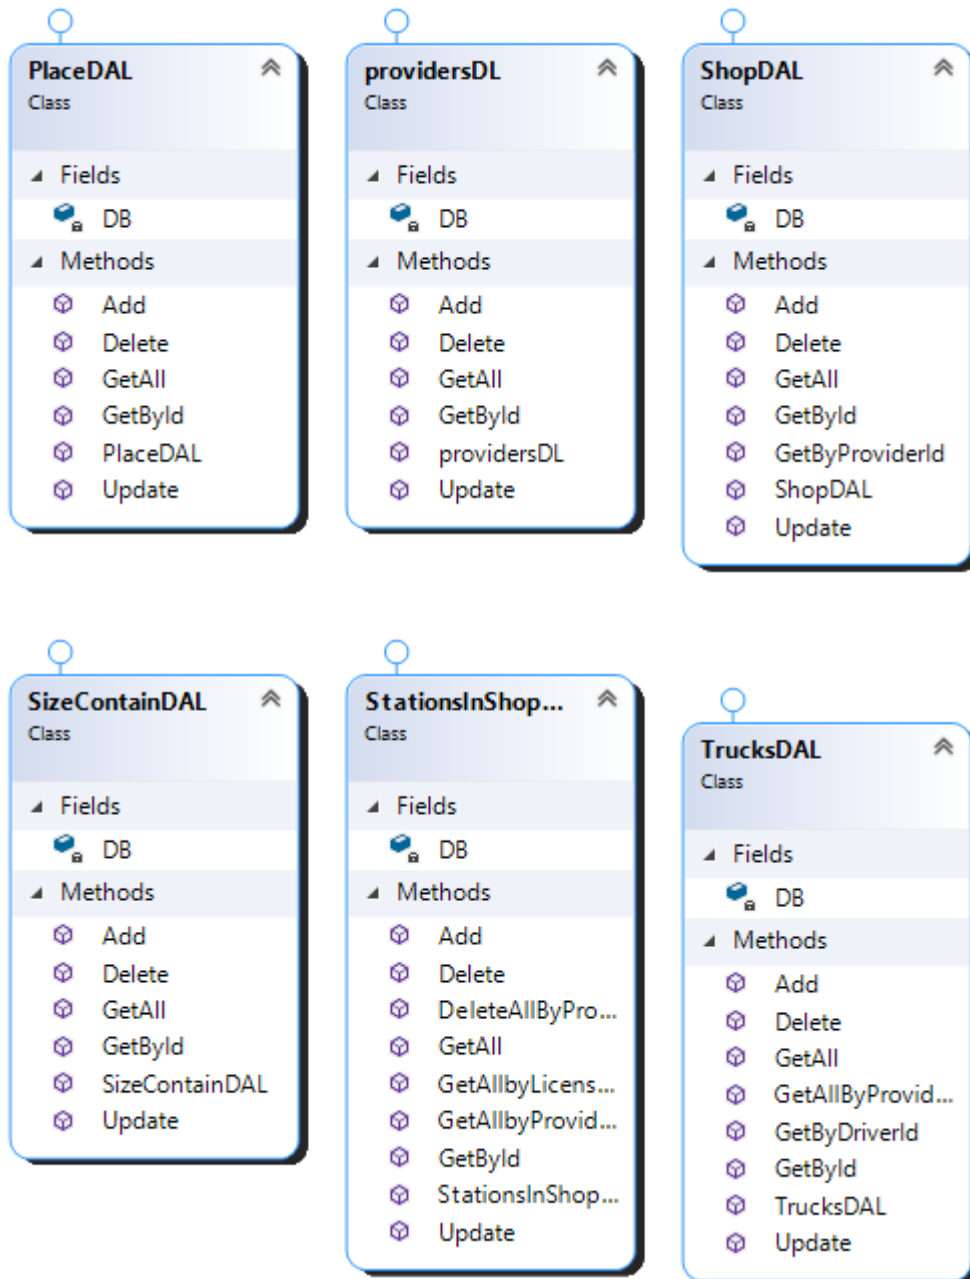 PlaceDAL
Class
Fields
DB
Methods
Add
Delete
GetAll
GetById
PlaceDAL
Update
providersDL
Class
Fields
DB
Methods
Add
Delete
GetAll
GetById
providersDL
Update
ShopDAL
Class
Fields
DB
Methods
Add
Delete
GetAll
GetById
GetByProviderId
ShopDAL
Update
SizeContainDAL
Class
Fields
DB
Methods
Add
Delete
GetAll
GetById
SizeContainDAL
Update
StationsInShop...
Class
Fields
DB
Methods
Add
Delete
DeleteAllByPro...
GetAll
GetAllbyLicens...
GetAllbyProvid...
GetById
StationsInShop...
Update
TrucksDAL
Class
Fields
DB
Methods
Add
Delete
GetAll
GetAllByProvid...
GetByDriverId
GetById
TrucksDAL
Update